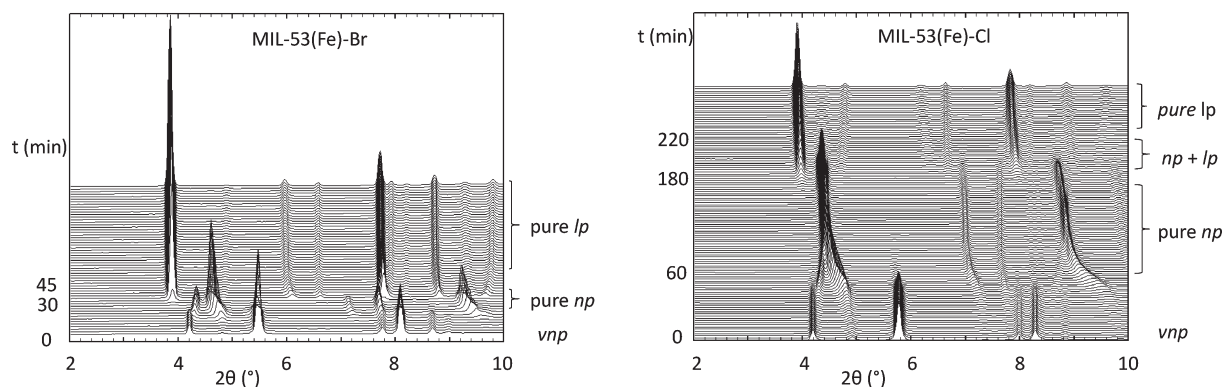 MIL-53(Fe)-Br
t (min)
45
30
0
pure lp
pure np
vnp
2 4 6 8 10
2θ (°)
MIL-53(Fe)-Cl
t (min)
220
180
60
0
pure lp
np + lp
pure np
vnp
2 4 6 8 10
2θ (°)